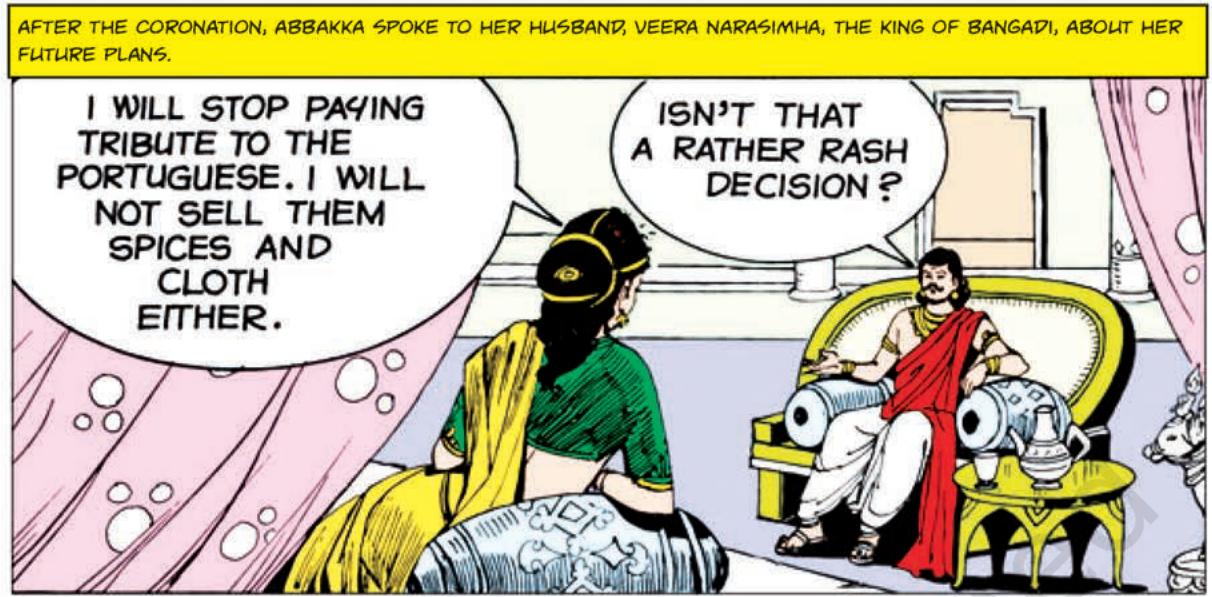 AFTER THE CORONATION, ABBAKKA SPOKE TO HER HUSBAND, VEERA NARASIMHA, THE KING OF BANGADI, ABOUT HER
FUTURE PLANS.
I WILL STOP PAYING
TRIBUTE TO THE
PORTUGUESE. I WILL
NOT SELL THEM
SPICES AND
CLOTH
EITHER.
ISN'T THAT
A RATHER RASH
DECISION?